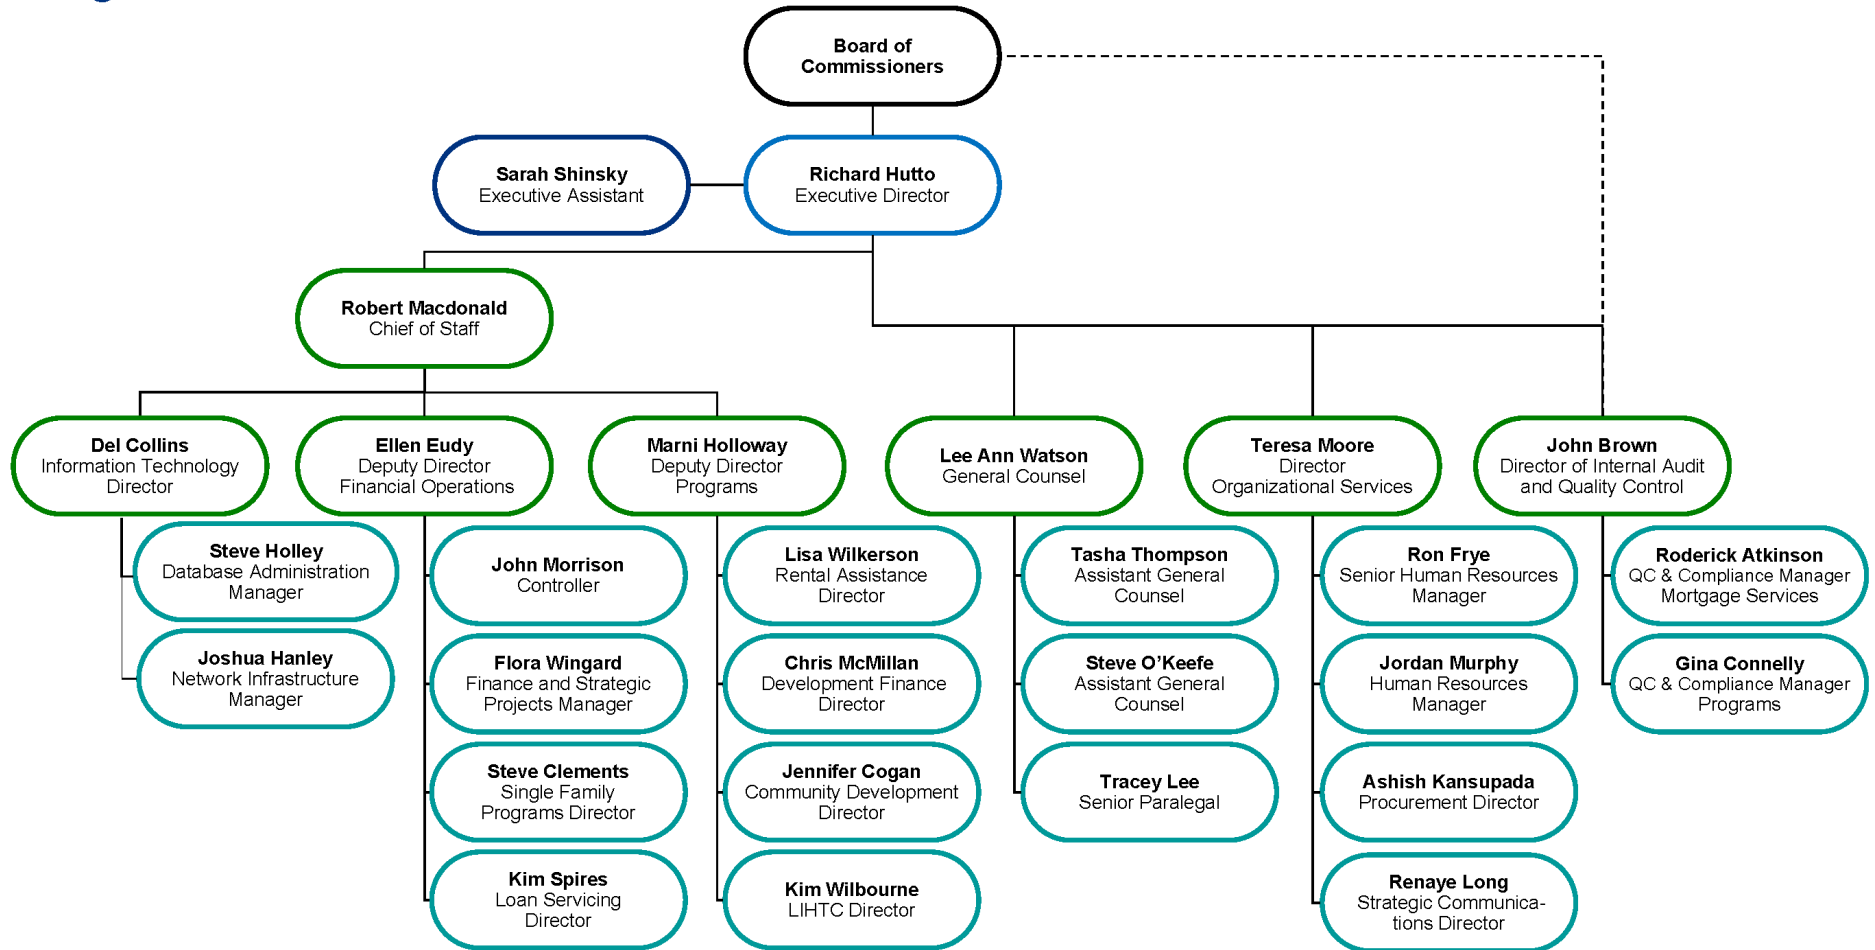 Board of
Commissioners
Sarah Shinsky
Executive Assistant
Richard Hutto
Executive Director
Robert Macdonald
Chief of Staff
Del Collins
Information Technology
Director
Ellen Eudy
Deputy Director
Financial Operations
Marni Holloway
Deputy Director
Programs
Lee Ann Watson
General Counsel
Teresa Moore
Director
Organizational Services
John Brown
Director of Internal Audit
and Quality Control
Steve Holley
Database Administration
Manager
Joshua Hanley
Network Infrastructure
Manager
John Morrison
Controller
Flora Wingard
Finance and Strategic
Projects Manager
Steve Clements
Single Family
Programs Director
Kim Spires
Loan Servicing
Director
Lisa Wilkerson
Rental Assistance
Director
Chris McMillan
Development Finance
Director
Jennifer Cogan
Community Development
Director
Kim Wilbourne
LIHTC Director
Tasha Thompson
Assistant General
Counsel
Steve O’Keefe
Assistant General
Counsel
Tracey Lee
Senior Paralegal
Ron Frye
Senior Human Resources
Manager
Jordan Murphy
Human Resources
Manager
Ashish Kansupada
Procurement Director
Renaye Long
Strategic Communica-
tions Director
Roderick Atkinson
QC & Compliance Manager
Mortgage Services
Gina Connelly
QC & Compliance Manager
Programs